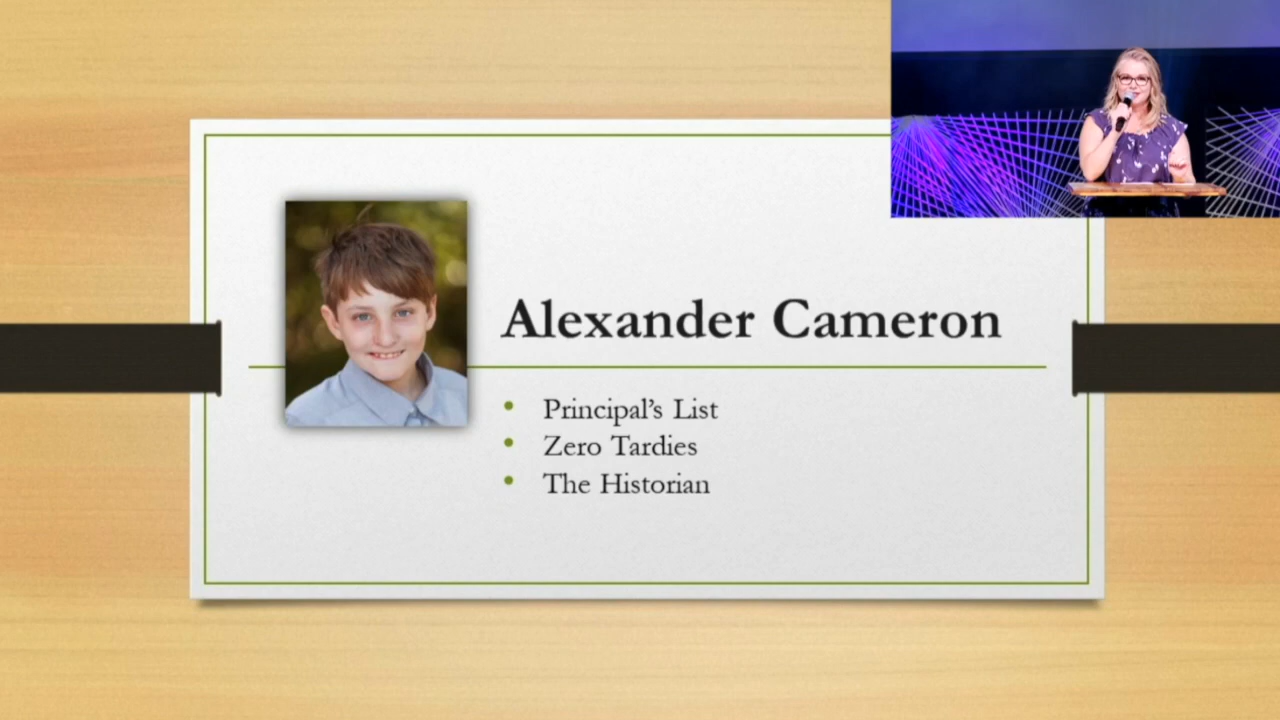 Alexander Cameron
Principal’s List
Zero Tardies
The Historian